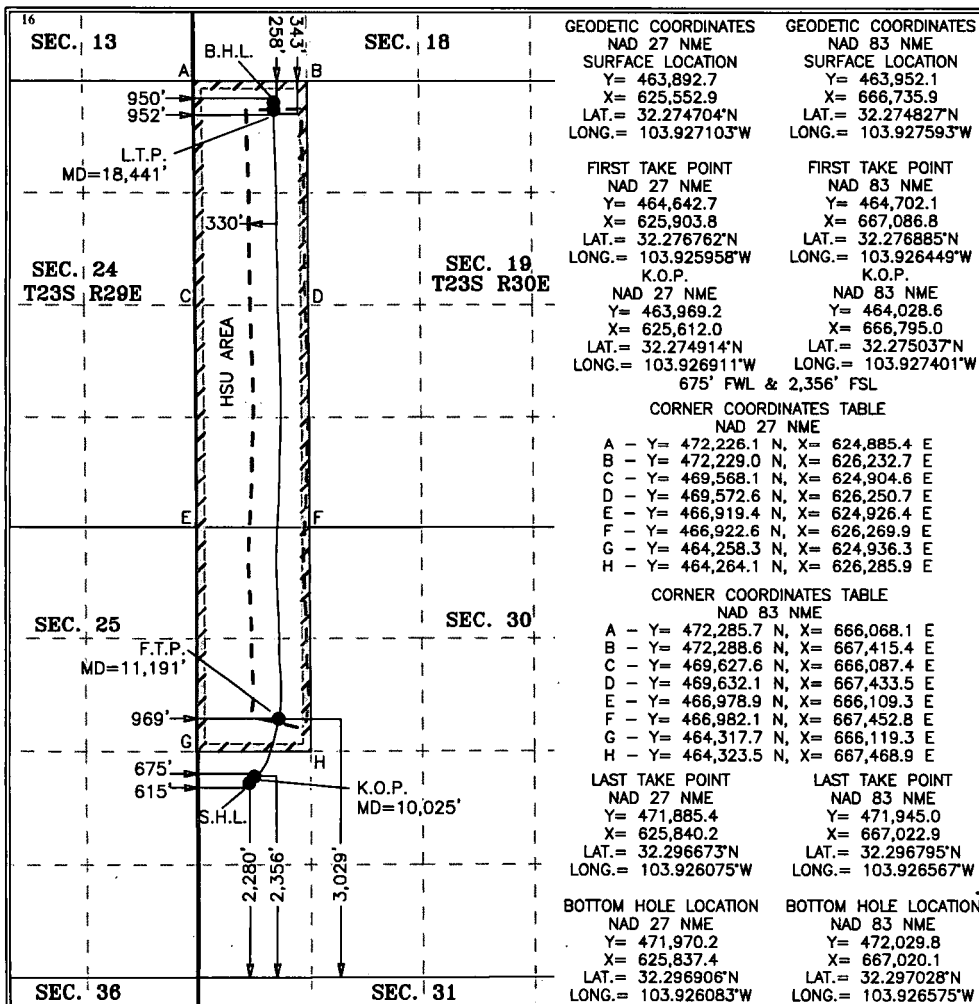 16
SEC. 13
SEC. 18
343'
258'
B.H.L.
A
B
950'
952'
L.T.P.
MD=18,441'
330'
SEC. 24
T23S R29E
SEC. 19
T23S R30E
C
D
HSU AREA
E
F
SEC. 25
SEC. 30
F.T.P.
MD=11,191'
969'
G
H
675'
615'
K.O.P.
MD=10,025'
S.H.L.
2,280'
2,356'
3,029'
SEC. 36
SEC. 31
GEODETIC COORDINATES
NAD 27 NME
SURFACE LOCATION
Y= 463,892.7
X= 625,552.9
LAT.= 32.274704°N
LONG.= 103.927103°W
GEODETIC COORDINATES
NAD 83 NME
SURFACE LOCATION
Y= 463,952.1
X= 666,735.9
LAT.= 32.274827°N
LONG.= 103.927593°W
FIRST TAKE POINT
NAD 27 NME
Y= 464,642.7
X= 625,903.8
LAT.= 32.276762°N
LONG.= 103.925958°W
FIRST TAKE POINT
NAD 83 NME
Y= 464,702.1
X= 667,086.8
LAT.= 32.276885°N
LONG.= 103.926449°W
K.O.P.
NAD 27 NME
Y= 463,969.2
X= 625,612.0
LAT.= 32.274914°N
LONG.= 103.926911°W
K.O.P.
NAD 83 NME
Y= 464,028.6
X= 666,795.0
LAT.= 32.275037°N
LONG.= 103.927401°W
675' FWL & 2,356' FSL
CORNER COORDINATES TABLE
NAD 27 NME
A - Y= 472,226.1 N, X= 624,885.4 E
B - Y= 472,229.0 N, X= 626,232.7 E
C - Y= 469,568.1 N, X= 624,904.6 E
D - Y= 469,572.6 N, X= 626,250.7 E
E - Y= 466,919.4 N, X= 624,926.4 E
F - Y= 466,922.6 N, X= 626,269.9 E
G - Y= 464,258.3 N, X= 624,936.3 E
H - Y= 464,264.1 N, X= 626,285.9 E
CORNER COORDINATES TABLE
NAD 83 NME
A - Y= 472,285.7 N, X= 666,068.1 E
B - Y= 472,288.6 N, X= 667,415.4 E
C - Y= 469,627.6 N, X= 666,087.4 E
D - Y= 469,632.1 N, X= 667,433.5 E
E - Y= 466,978.9 N, X= 666,109.3 E
F - Y= 466,982.1 N, X= 667,452.8 E
G - Y= 464,317.7 N, X= 666,119.3 E
H - Y= 464,323.5 N, X= 667,468.9 E
LAST TAKE POINT
NAD 27 NME
Y= 471,885.4
X= 625,840.2
LAT.= 32.296673°N
LONG.= 103.926075°W
LAST TAKE POINT
NAD 83 NME
Y= 471,945.0
X= 667,022.9
LAT.= 32.296795°N
LONG.= 103.926567°W
BOTTOM HOLE LOCATION
NAD 27 NME
Y= 471,970.2
X= 625,837.4
LAT.= 32.296906°N
LONG.= 103.926083°W
BOTTOM HOLE LOCATION
NAD 83 NME
Y= 472,029.8
X= 667,020.1
LAT.= 32.297028°N
LONG.= 103.926575°W